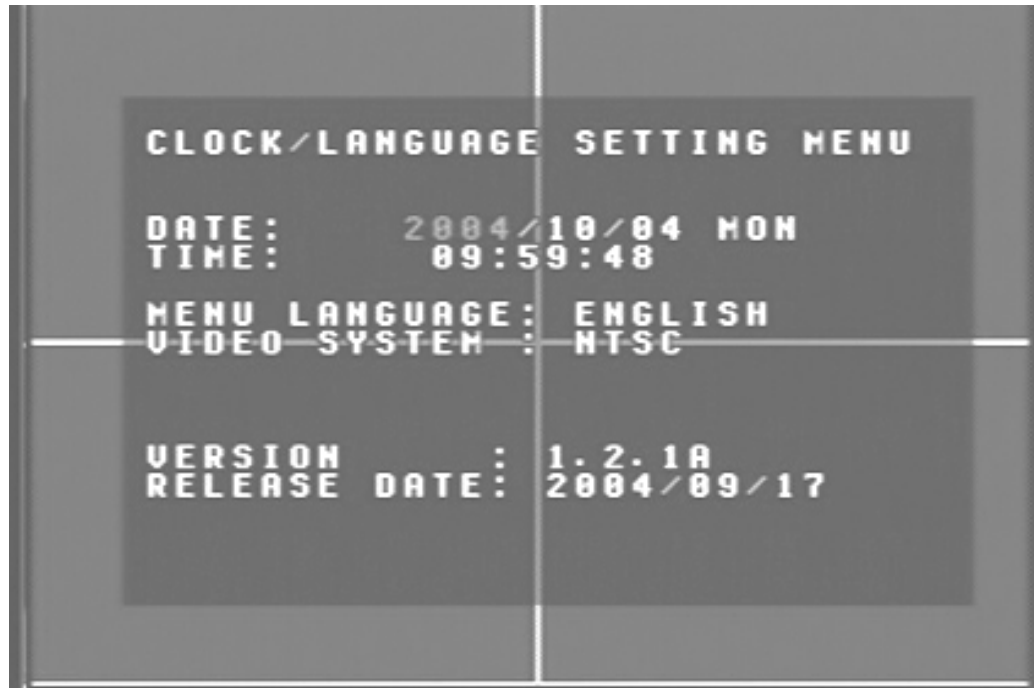 CLOCK/LANGUAGE SETTING MENU
DATE: 2004/10/04 MON
TIME: 09:59:48
MENU LANGUAGE: ENGLISH
VIDEO SYSTEM : NTSC
VERSION : 1.2.1A
RELEASE DATE: 2004/09/17